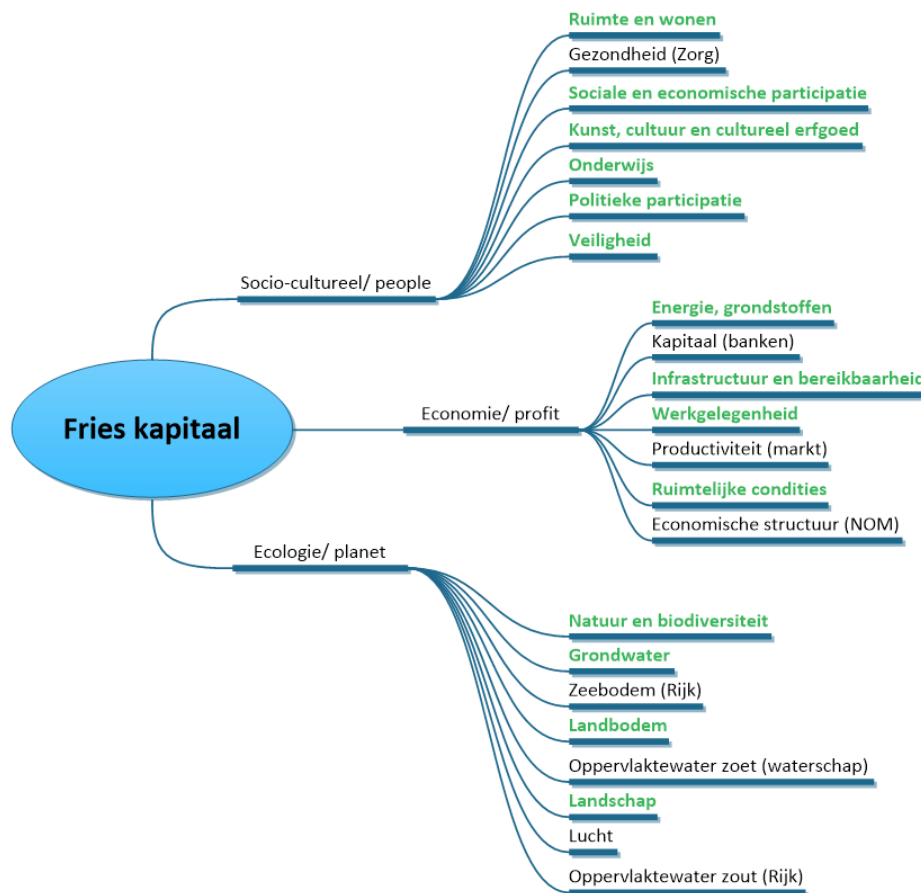 Ruimte en wonen
Gezondheid (Zorg)
Sociale en economische participatie
Kunst, cultuur en cultureel erfgoed
Onderwijs
Politieke participatie
Veiligheid
Socio-cultureel/ people
Energie, grondstoffen
Kapitaal (banken)
Infrastructuur en bereikbaarheid
Werkgelegenheid
Productiviteit (markt)
Ruimtelijke condities
Economische structuur (NOM)
Economie/ profit
Fries kapitaal
Ecologie/ planet
Natuur en biodiversiteit
Grondwater
Zeebodem (Rijk)
Landbodem
Oppervlaktewater zoet (waterschap)
Landschap
Lucht
Oppervlaktewater zout (Rijk)